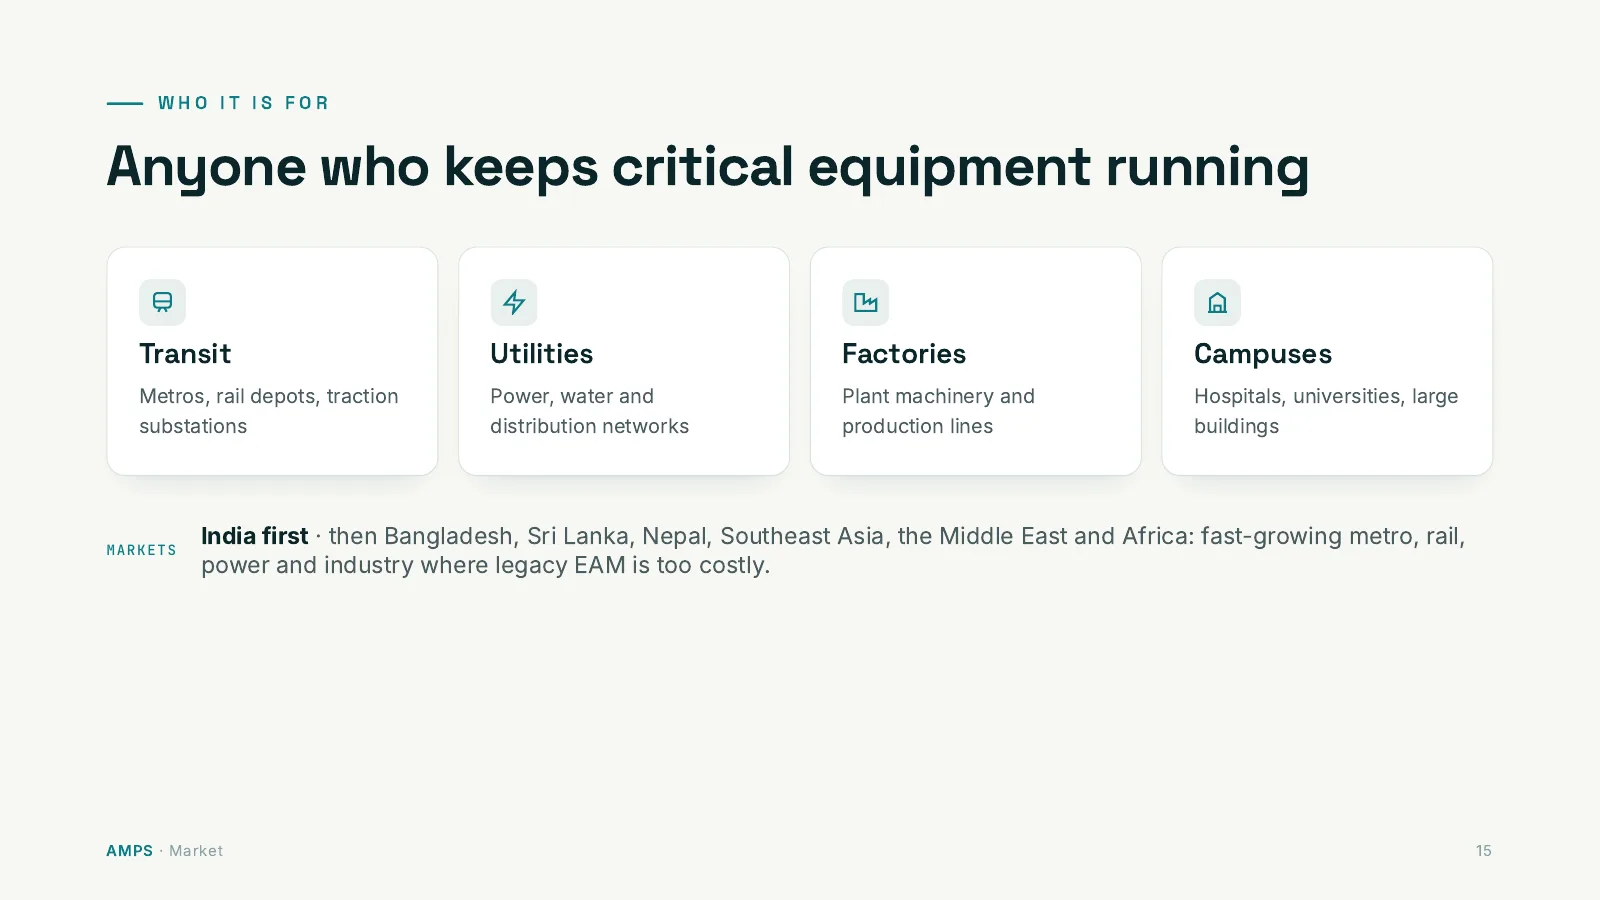 WHO IT IS FOR
Anyone who keeps critical equipment running
Transit
Metros, rail depots, traction
substations
Utilities
Power, water and
distribution networks
Factories
Plant machinery and
production lines
Campuses
Hospitals, universities, large
buildings
MARKETS
India first · then Bangladesh, Sri Lanka, Nepal, Southeast Asia, the Middle East and Africa: fast-growing metro, rail,
power and industry where legacy EAM is too costly.
AMPS · Market
15